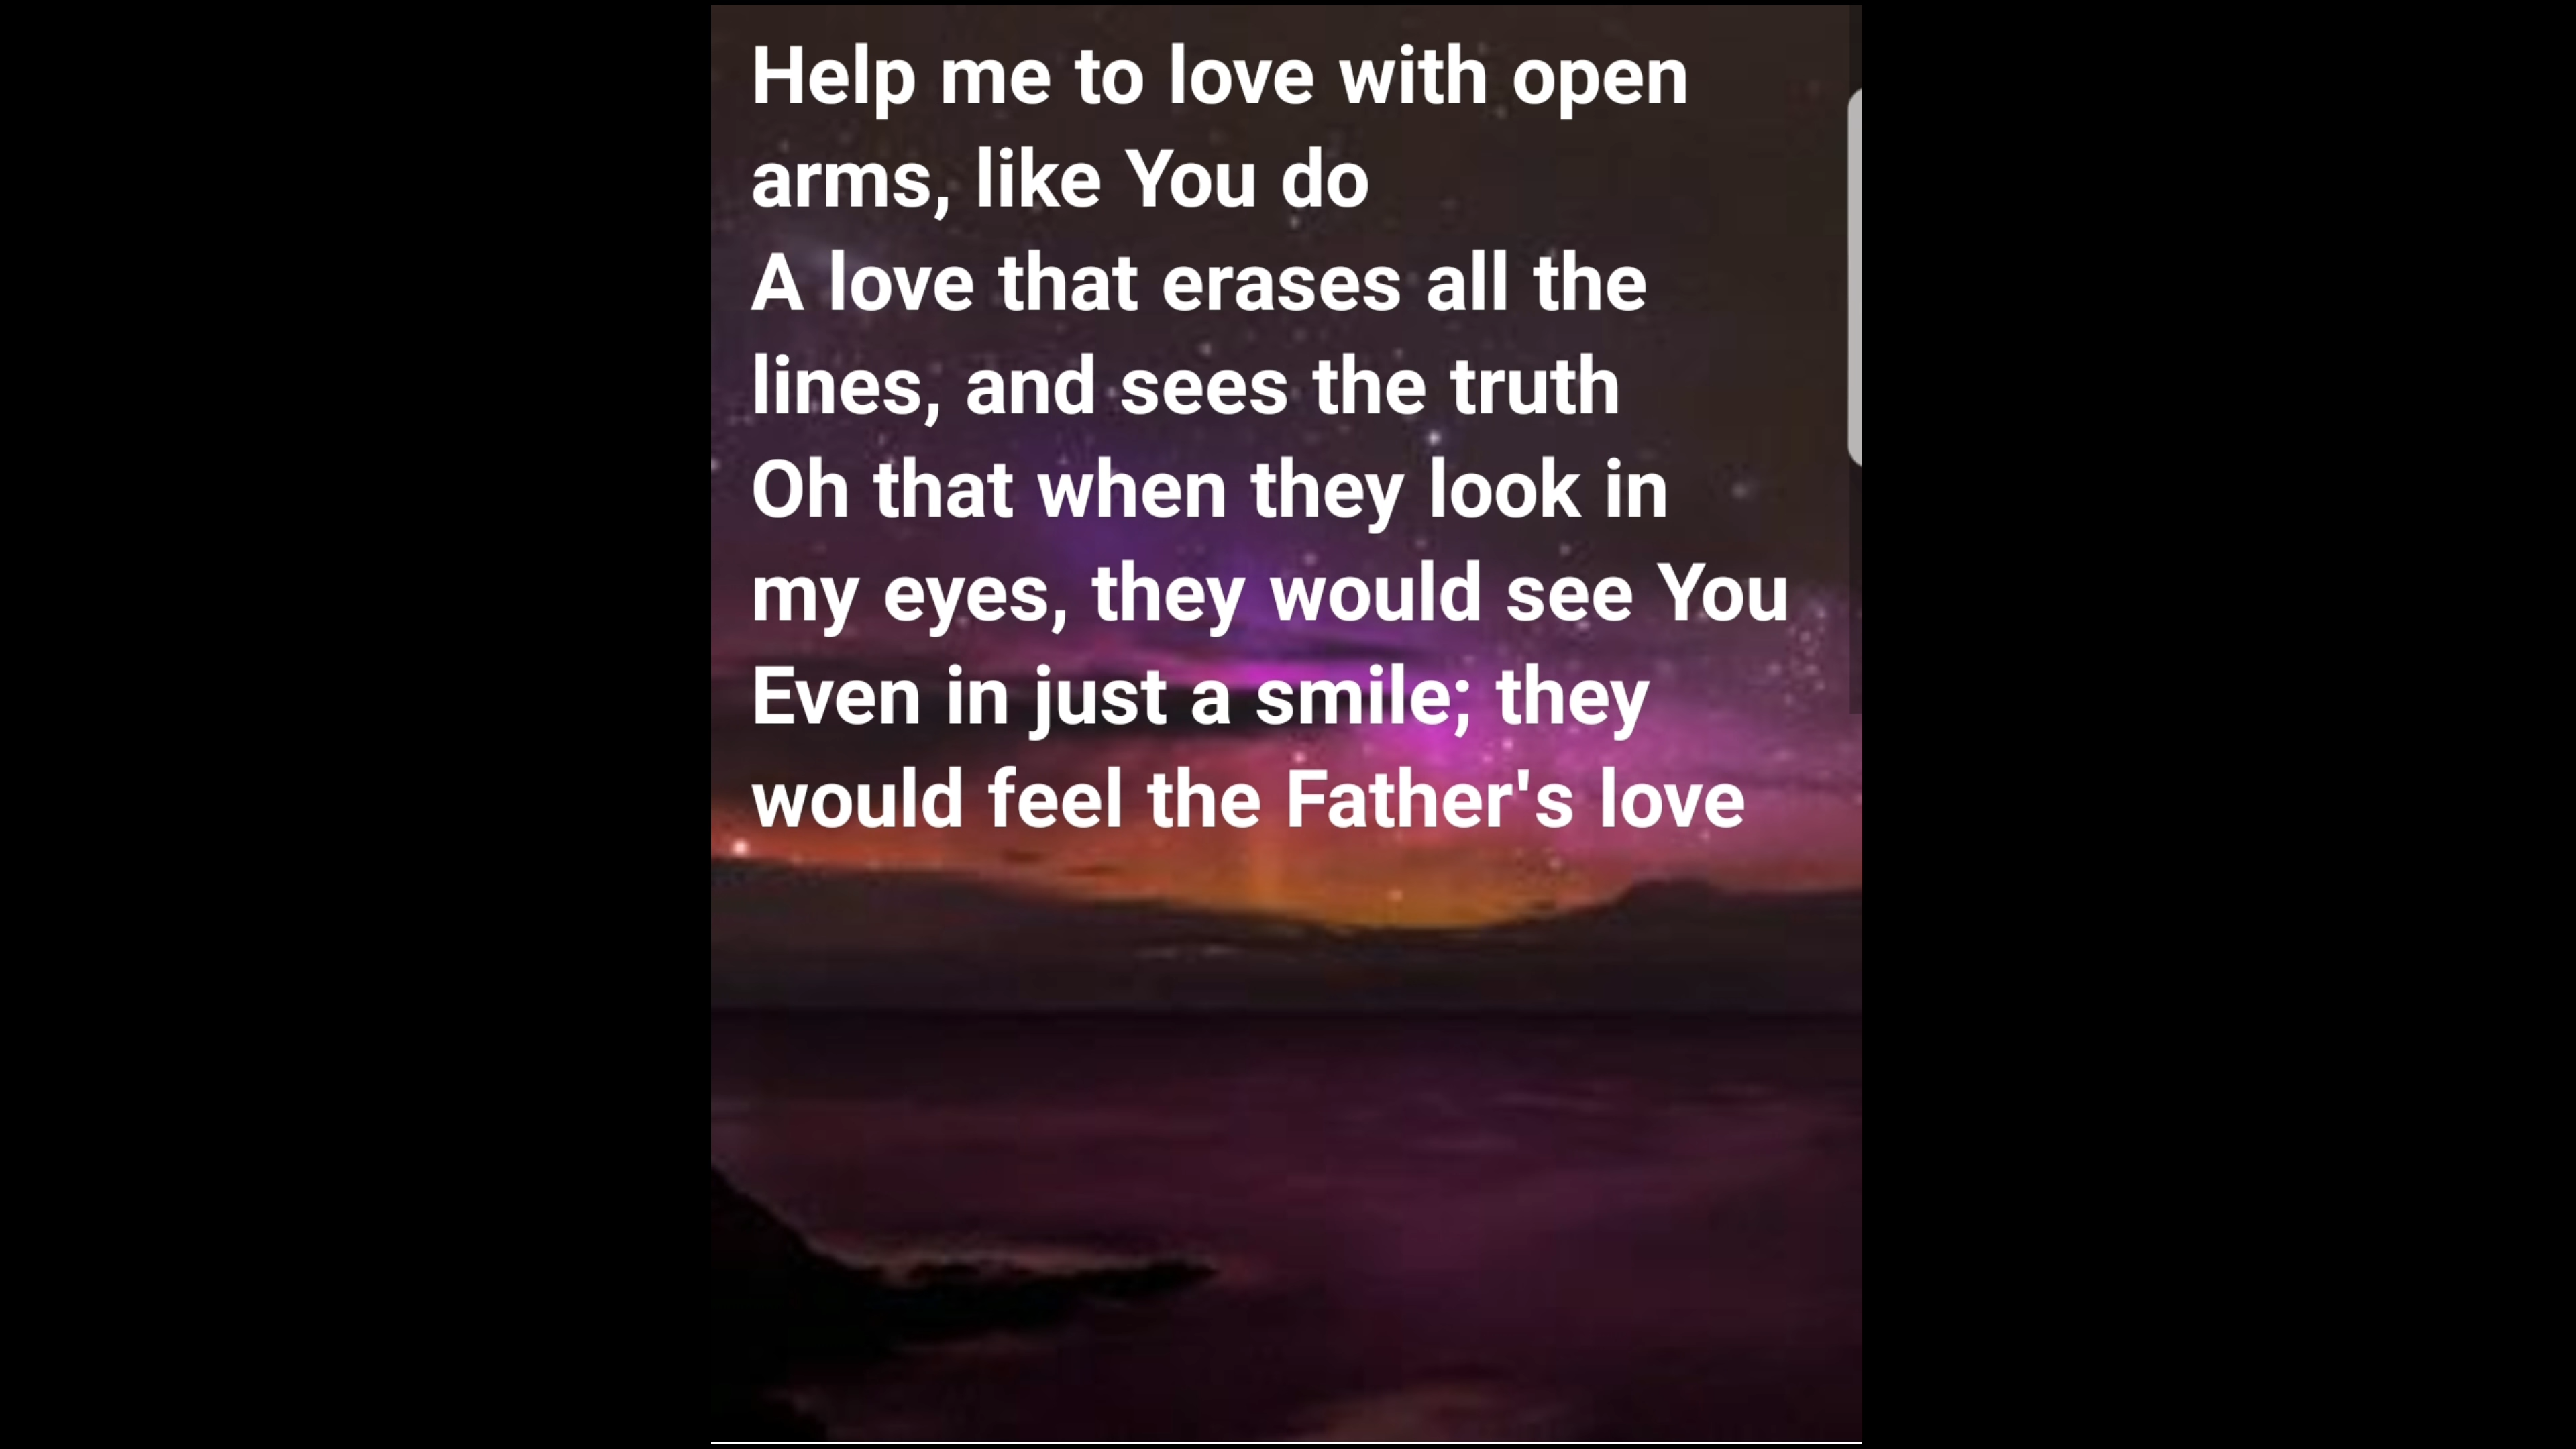 Help me to love with open
arms, like You do
A love that erases all the
lines, and sees the truth
Oh that when they look in
my eyes, they would see You
Even in just a smile; they
would feel the Father's love